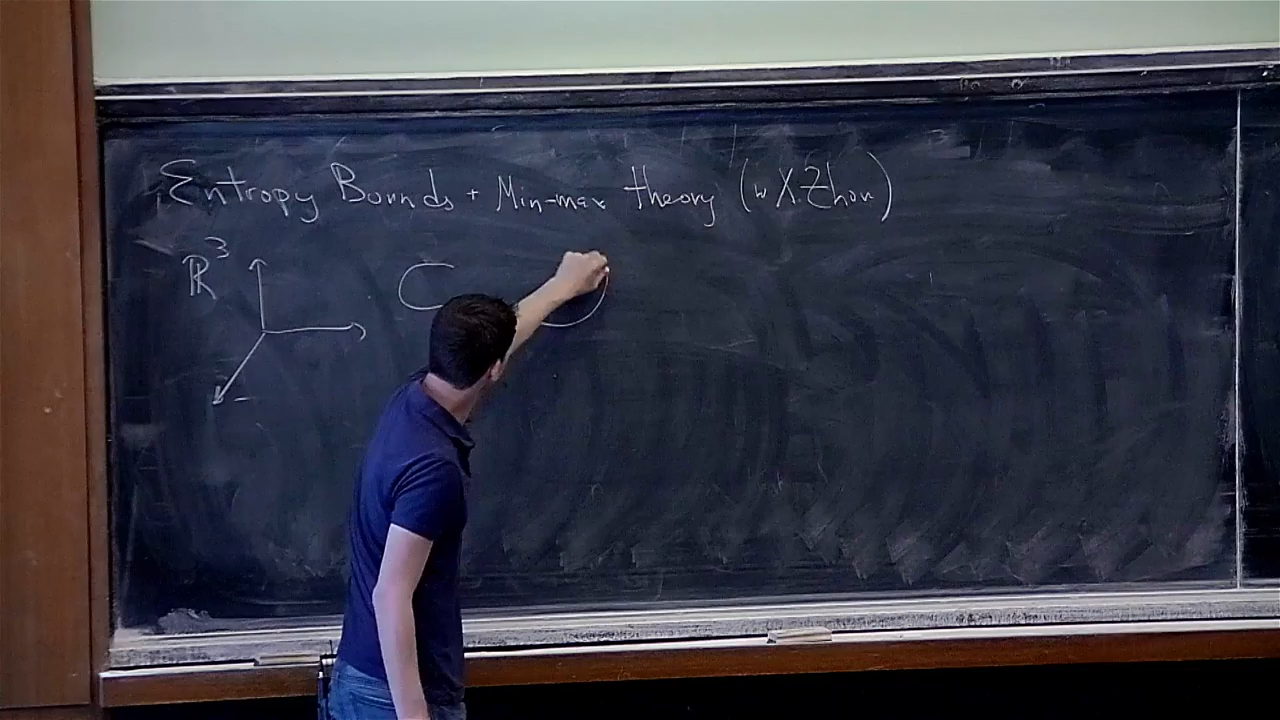 Entropy Bounds + Min-max theory (w X. Zhou)
ℝ³